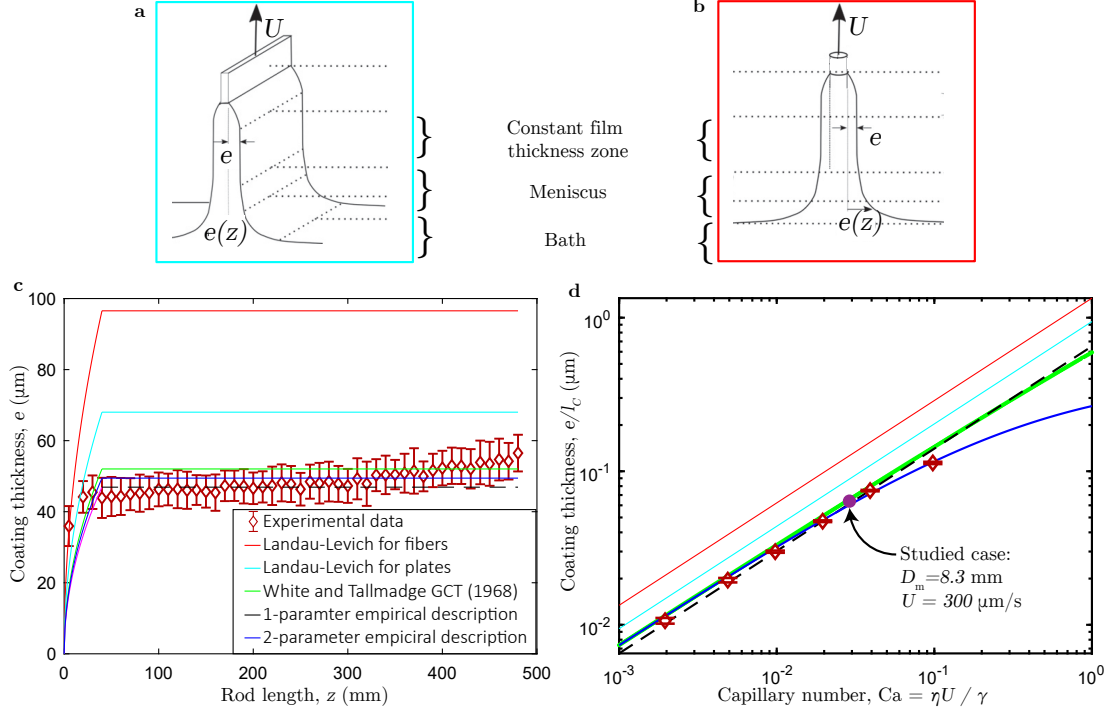 a
U
e
e(z)
Constant film
thickness zone
Meniscus
Bath
b
U
e
e(z)
c
100
80
60
40
20
0
0
100
200
300
400
500
Coating thickness, e (μm)
Rod length, z (mm)
Experimental data
Landau-Levich for fibers
Landau-Levich for plates
White and Tallmadge GCT (1968)
1-paramter empirical description
2-parameter empiciral description
d
10⁰
10⁻¹
10⁻²
10⁻³
10⁻²
10⁻¹
10⁰
Coating thickness, e/l_C (μm)
Capillary number, Ca = ηU / γ
Studied case:
D_m=8.3 mm
U = 300 μm/s